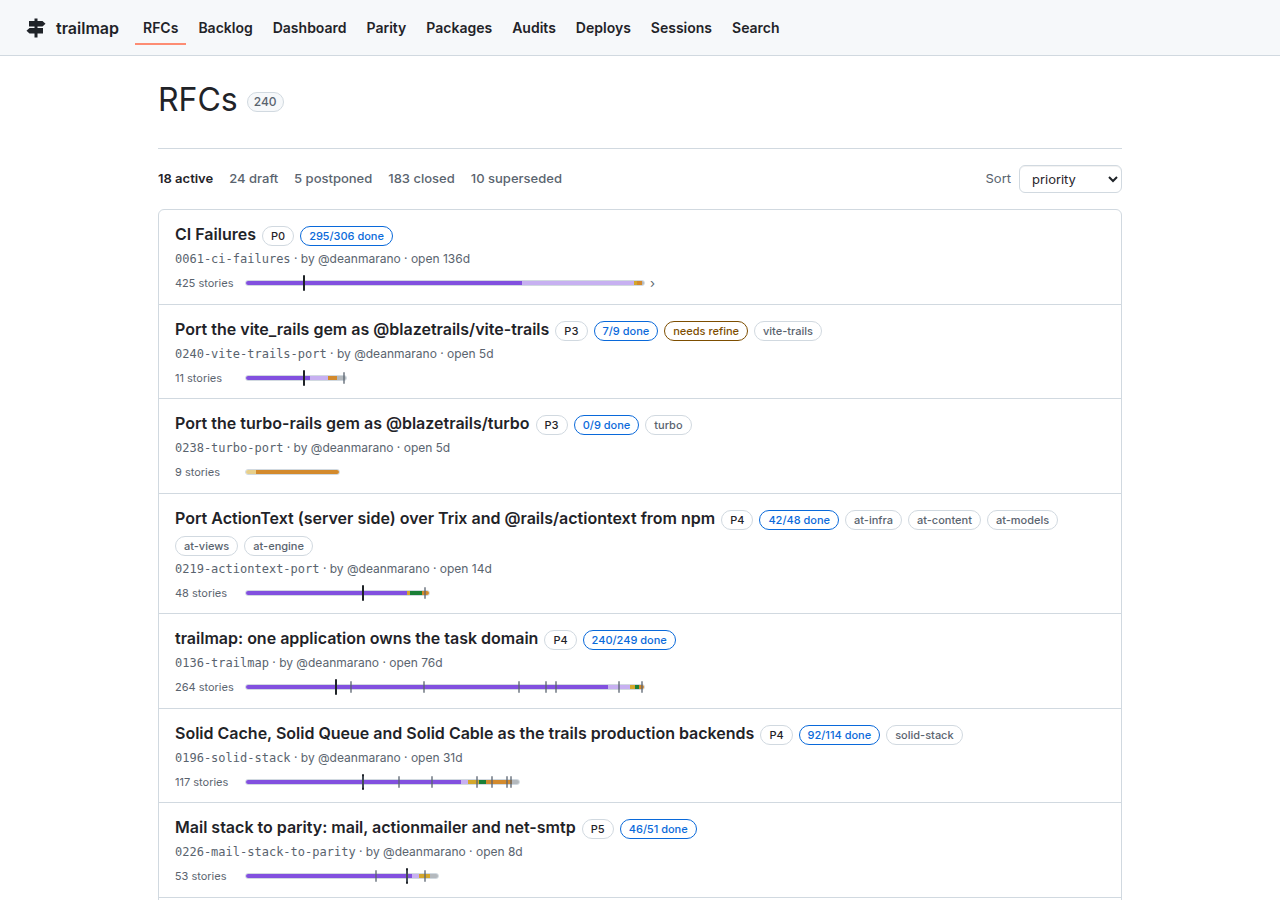 trailmap RFCs Backlog Dashboard Parity Packages Audits Deploys Sessions Search
RFCs 240
18 active 24 draft 5 postponed 183 closed 10 superseded Sort priority
CI Failures P0 295/306 done
0061-ci-failures · by @deanmarano · open 136d
425 stories ›
Port the vite_rails gem as @blazetrails/vite-trails P3 7/9 done needs refine vite-trails
0240-vite-trails-port · by @deanmarano · open 5d
11 stories
Port the turbo-rails gem as @blazetrails/turbo P3 0/9 done turbo
0238-turbo-port · by @deanmarano · open 5d
9 stories
Port ActionText (server side) over Trix and @rails/actiontext from npm P4 42/48 done at-infra at-content at-models
at-views at-engine
0219-actiontext-port · by @deanmarano · open 14d
48 stories
trailmap: one application owns the task domain P4 240/249 done
0136-trailmap · by @deanmarano · open 76d
264 stories
Solid Cache, Solid Queue and Solid Cable as the trails production backends P4 92/114 done solid-stack
0196-solid-stack · by @deanmarano · open 31d
117 stories
Mail stack to parity: mail, actionmailer and net-smtp P5 46/51 done
0226-mail-stack-to-parity · by @deanmarano · open 8d
53 stories